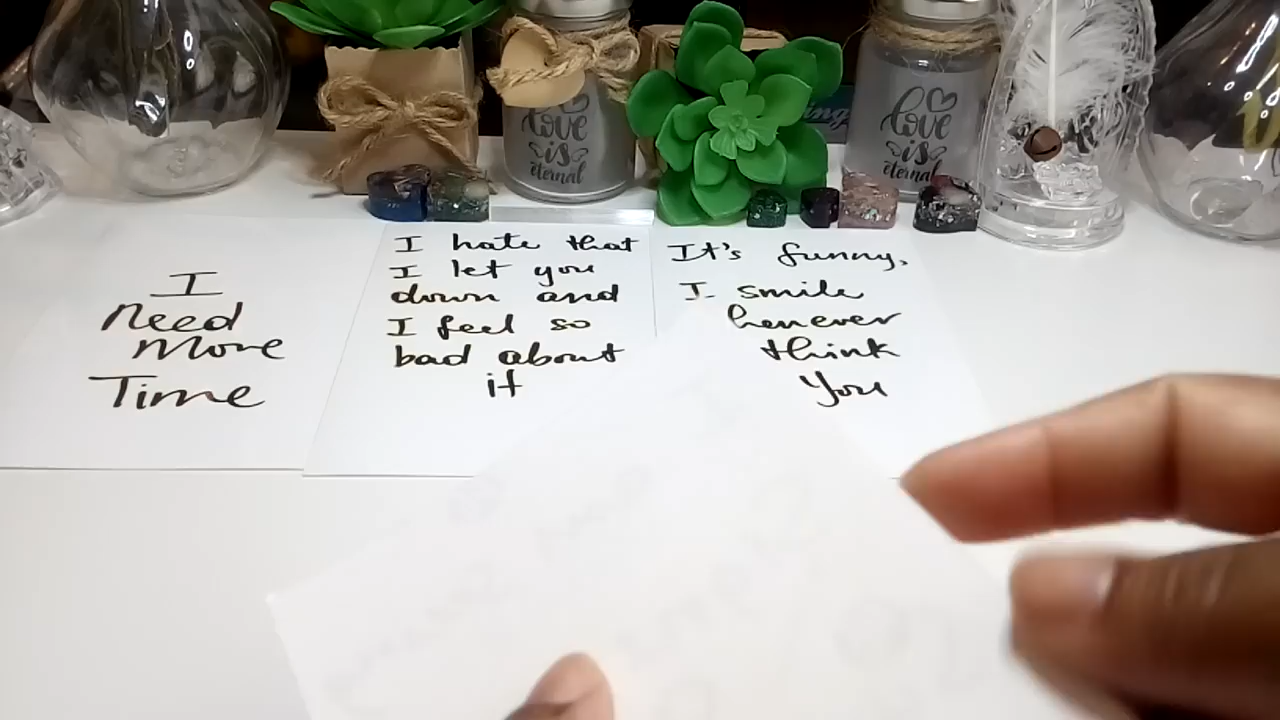 I
Need
More
Time
I hate that
I let you
down and
I feel so
bad about
it
It's funny,
I smile
henever
think
You
love
is
eternal
love
is
eternal
ing